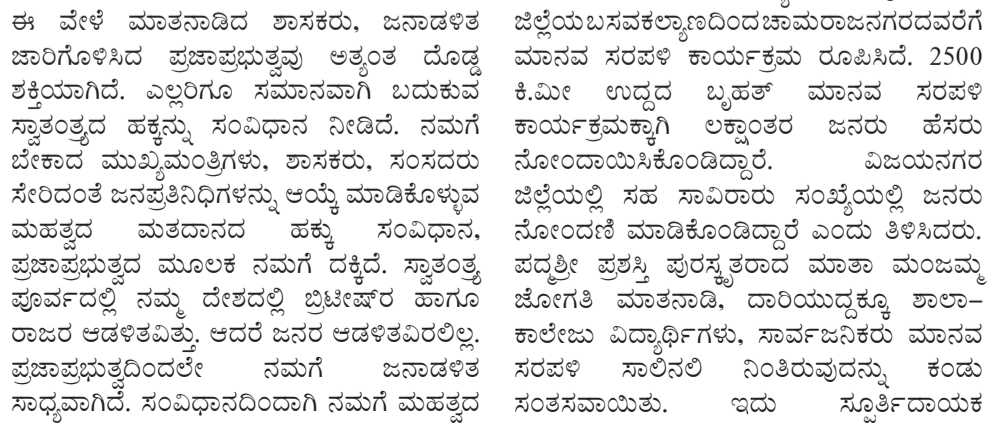 ಈ ವೇಳೆ ಮಾತನಾಡಿದ ಶಾಸಕರು, ಜನಾಡಳಿತ
ಜಾರಿಗೊಳಿಸಿದ ಪ್ರಜಾಪ್ರಭುತ್ವವು ಅತ್ಯಂತ ದೊಡ್ಡ
ಶಕ್ತಿಯಾಗಿದೆ. ಎಲ್ಲರಿಗೂ ಸಮಾನವಾಗಿ ಬದುಕುವ
ಸ್ವಾತಂತ್ರ್ಯದ ಹಕ್ಕನ್ನು ಸಂವಿಧಾನ ನೀಡಿದೆ. ನಮಗೆ
ಬೇಕಾದ ಮುಖ್ಯಮಂತ್ರಿಗಳು, ಶಾಸಕರು, ಸಂಸದರು
ಸೇರಿದಂತೆ ಜನಪ್ರತಿನಿಧಿಗಳನ್ನು ಆಯ್ಕೆ ಮಾಡಿಕೊಳ್ಳುವ
ಮಹತ್ವದ ಮತದಾನದ ಹಕ್ಕು ಸಂವಿಧಾನ,
ಪ್ರಜಾಪ್ರಭುತ್ವದ ಮೂಲಕ ನಮಗೆ ದಕ್ಕಿದೆ. ಸ್ವಾತಂತ್ರ್ಯ
ಪೂರ್ವದಲ್ಲಿ ನಮ್ಮ ದೇಶದಲ್ಲಿ ಬ್ರಿಟೀಷ್‌ರ ಹಾಗೂ
ರಾಜರ ಆಡಳಿತವಿತ್ತು. ಆದರೆ ಜನರ ಆಡಳಿತವಿರಲಿಲ್ಲ.
ಪ್ರಜಾಪ್ರಭುತ್ವದಿಂದಲೇ ನಮಗೆ ಜನಾಡಳಿತ
ಸಾಧ್ಯವಾಗಿದೆ. ಸಂವಿಧಾನದಿಂದಾಗಿ ನಮಗೆ ಮಹತ್ವದ
ಜಿಲ್ಲೆಯ ಬಸವಕಲ್ಯಾಣದಿಂದ ಚಾಮರಾಜನಗರದವರೆಗೆ
ಮಾನವ ಸರಪಳಿ ಕಾರ್ಯಕ್ರಮ ರೂಪಿಸಿದೆ. 2500
ಕಿ.ಮೀ ಉದ್ದದ ಬೃಹತ್ ಮಾನವ ಸರಪಳಿ
ಕಾರ್ಯಕ್ರಮಕ್ಕಾಗಿ ಲಕ್ಷಾಂತರ ಜನರು ಹೆಸರು
ನೋಂದಾಯಿಸಿಕೊಂಡಿದ್ದಾರೆ. ವಿಜಯನಗರ
ಜಿಲ್ಲೆಯಲ್ಲಿ ಸಹ ಸಾವಿರಾರು ಸಂಖ್ಯೆಯಲ್ಲಿ ಜನರು
ನೋಂದಣಿ ಮಾಡಿಕೊಂಡಿದ್ದಾರೆ ಎಂದು ತಿಳಿಸಿದರು.
ಪದ್ಮಶ್ರೀ ಪ್ರಶಸ್ತಿ ಪುರಸ್ಕೃತರಾದ ಮಾತಾ ಮಂಜಮ್ಮ
ಜೋಗತಿ ಮಾತನಾಡಿ, ದಾರಿಯುದ್ದಕ್ಕೂ ಶಾಲಾ–
ಕಾಲೇಜು ವಿದ್ಯಾರ್ಥಿಗಳು, ಸಾರ್ವಜನಿಕರು ಮಾನವ
ಸರಪಳಿ ಸಾಲಿನಲಿ ನಿಂತಿರುವುದನ್ನು ಕಂಡು
ಸಂತಸವಾಯಿತು. ಇದು ಸ್ಪೂರ್ತಿದಾಯಕ